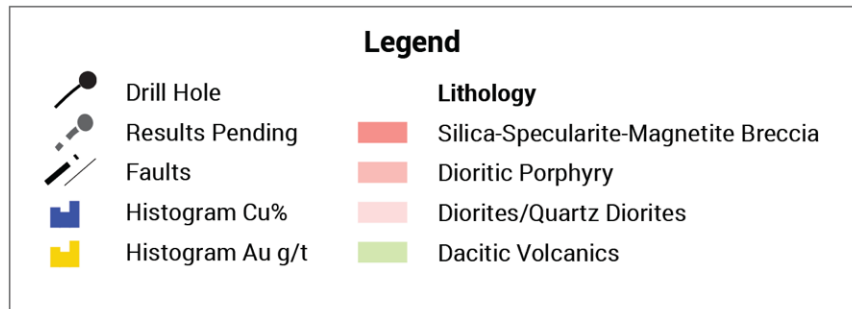 Legend
Drill Hole
Results Pending
Faults
Histogram Cu%
Histogram Au g/t
Lithology
Silica-Specularite-Magnetite Breccia
Dioritic Porphyry
Diorites/Quartz Diorites
Dacitic Volcanics